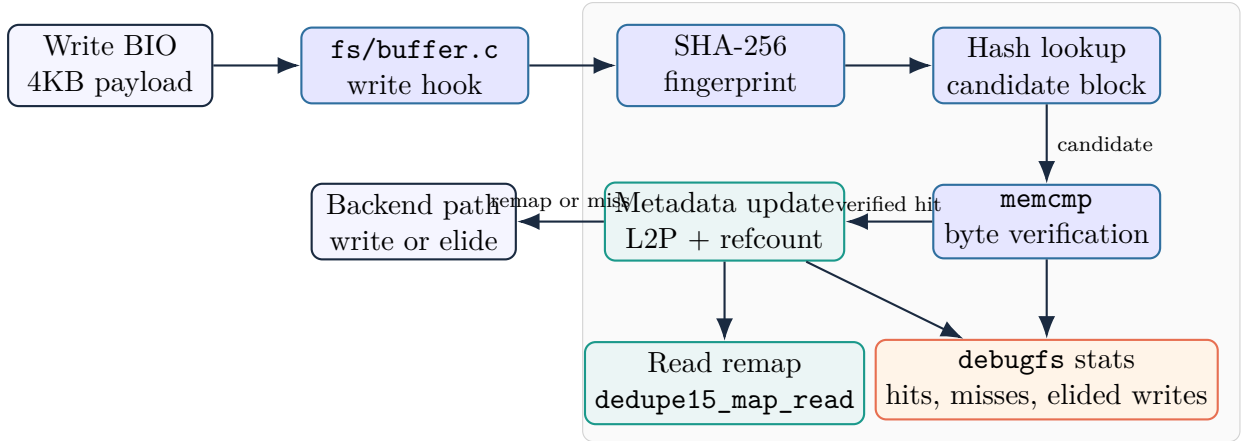 Write BIO
4KB payload
fs/buffer.c
write hook
SHA-256
fingerprint
Hash lookup
candidate block
candidate
Backend path
write or elide
remap or miss
Metadata update
L2P + refcount
verified hit
memcmp
byte verification
Read remap
dedupe15_map_read
debugfs stats
hits, misses, elided writes